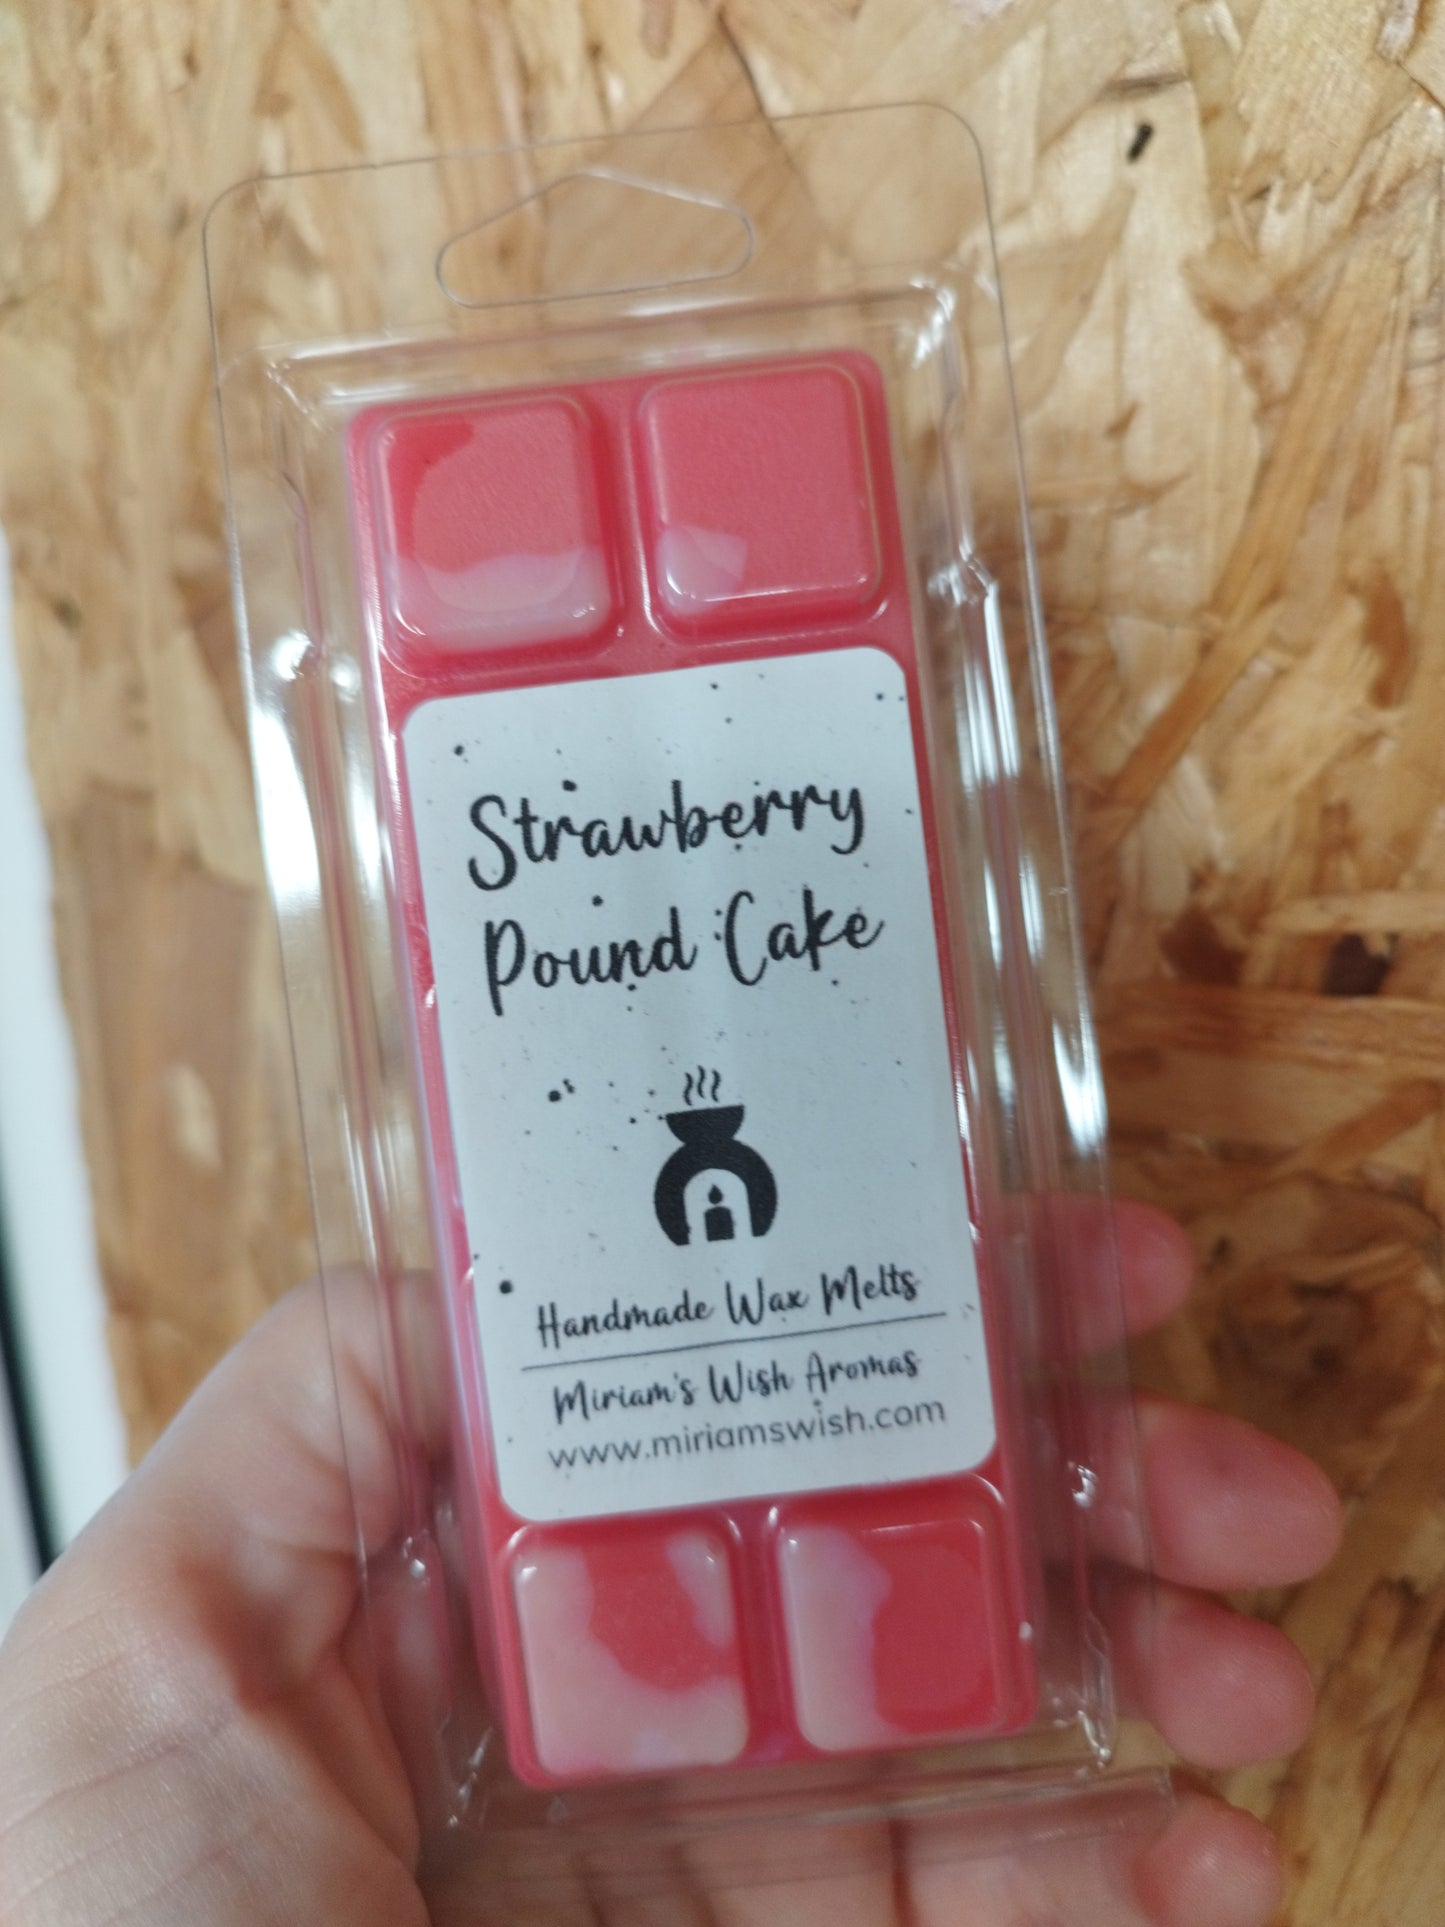 Strawberry
Pound Cake
Handmade Wax Melts
Miriam's Wish Aromas
www.miriamswish.com